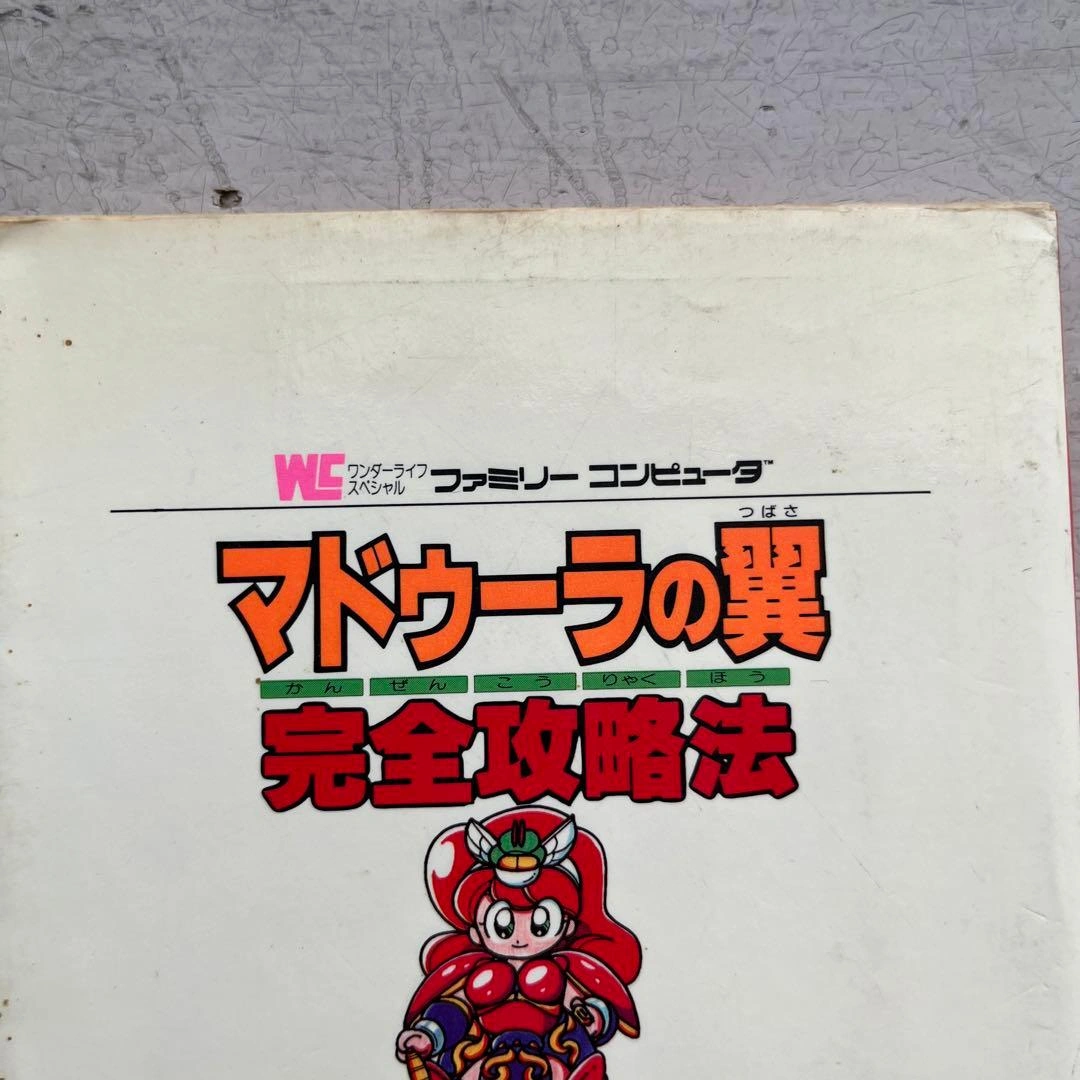 WLC ワンダーライフ スペシャル ファミリー コンピュータ™
つばさ
マドゥーラの翼
かん ぜん こう りゃく ほう
完全攻略法